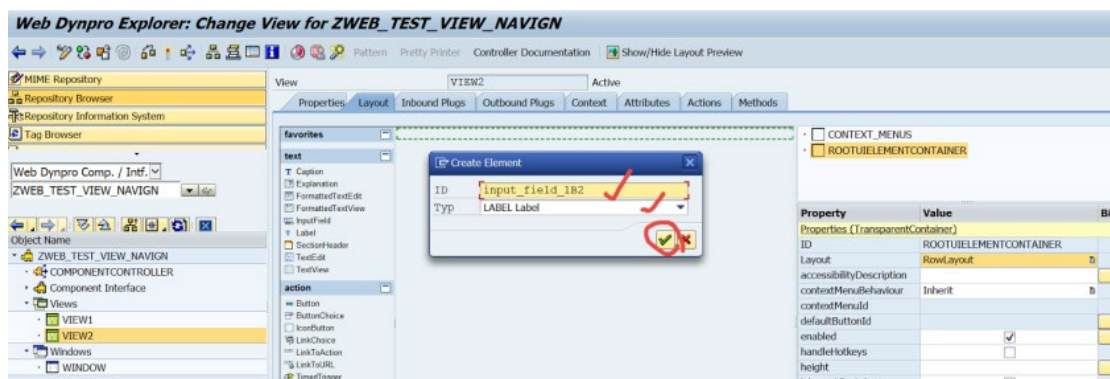 Web Dynpro Explorer: Change View for ZWEB_TEST_VIEW_NAVIGN
Pattern Pretty Printer Controller Documentation Show/Hide Layout Preview
MIME Repository
Repository Browser
Repository Information System
Tag Browser
Web Dynpro Comp. / Intf.
ZWEB_TEST_VIEW_NAVIGN
Object Name
ZWEB_TEST_VIEW_NAVIGN
COMPONENTCONTROLLER
Component Interface
Views
VIEW1
VIEW2
Windows
WINDOW
View VIEW2 Active
Properties Layout Inbound Plugs Outbound Plugs Context Attributes Actions Methods
favorites
text
Caption
Explanation
FormattedTextEdit
FormattedTextView
InputField
Label
SectionHeader
TextEdit
TextView
action
Button
ButtonChoice
IconButton
LinkChoice
LinkToAction
LinkToURL
TimedTrigger
Create Element
ID input_field_lB2
Typ LABEL Label
CONTEXT_MENUS
ROOTUIELEMENTCONTAINER
Property Value
Properties (TransparentContainer)
ID ROOTUIELEMENTCONTAINER
Layout RowLayout
accessibilityDescription
contextMenuBehaviour Inherit
contextMenuId
defaultButtonId
enabled
handleHotkeys
height